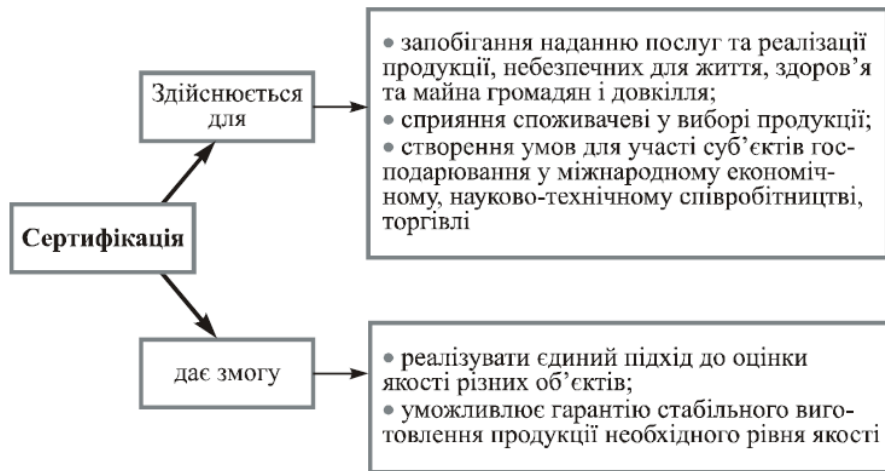 Сертифікація
Здійснюється
для
• запобігання наданню послуг та реалізації
продукції, небезпечних для життя, здоров’я
та майна громадян і довкілля;
• сприяння споживачеві у виборі продукції;
• створення умов для участі суб’єктів гос-
подарювання у міжнародному економіч-
ному, науково-технічному співробітництві,
торгівлі
дає змогу
• реалізувати єдиний підхід до оцінки
якості різних об’єктів;
• уможливлює гарантію стабільного виго-
товлення продукції необхідного рівня якості